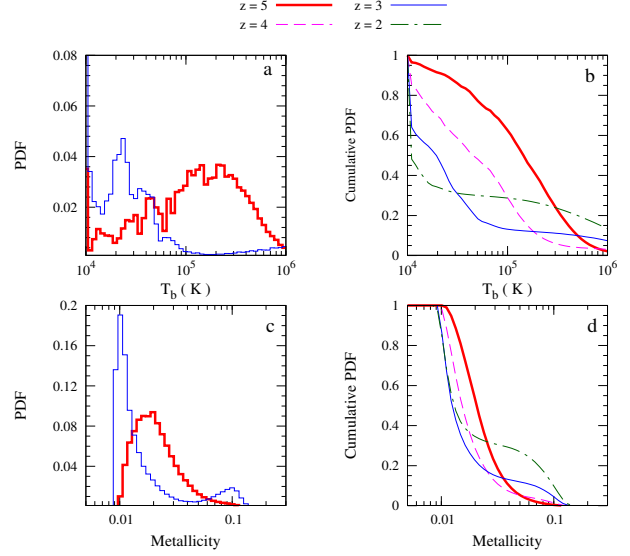 z = 5 z = 3
z = 4 z = 2
a
PDF
0.08
0.06
0.04
0.02
10^4 10^5 10^6
T_b ( K )
b
Cumulative PDF
1
0.8
0.6
0.4
0.2
0
10^4 10^5 10^6
T_b ( K )
c
PDF
0.2
0.16
0.12
0.08
0.04
0.01 0.1
Metallicity
d
Cumulative PDF
1
0.8
0.6
0.4
0.2
0
0.01 0.1
Metallicity